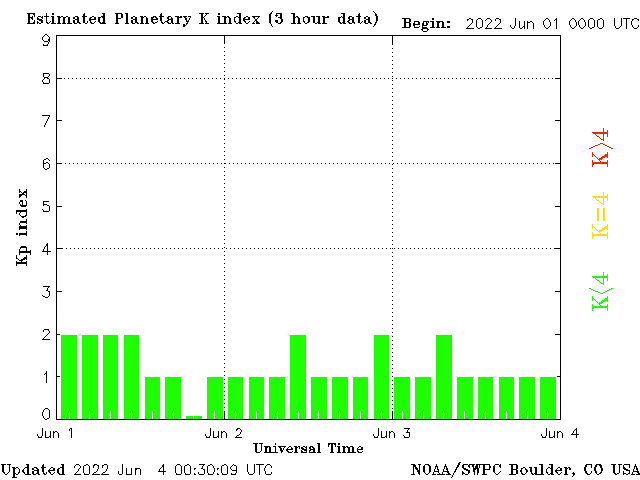 Estimated Planetary K index (3 hour data)
Begin: 2022 Jun 01 0000 UTC
9
8
7
6
5
4
3
2
1
0
Kp index
Jun 1
Jun 2
Jun 3
Jun 4
Universal Time
K>4
K=4
K<4
Updated 2022 Jun 4 00:30:09 UTC
NOAA/SWPC Boulder, CO USA